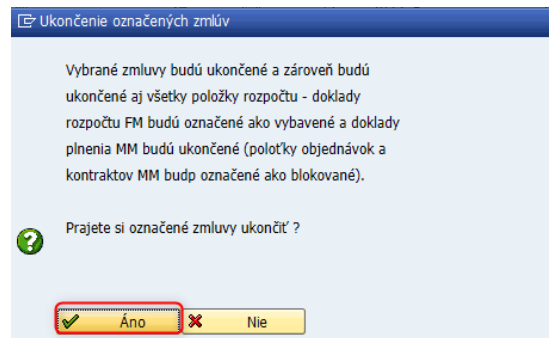 Ukončenie označených zmlúv
Vybrané zmluvy budú ukončené a zároveň budú
ukončené aj všetky položky rozpočtu - doklady
rozpočtu FM budú označené ako vybavené a doklady
plnenia MM budú ukončené (poloťky objednávok a
kontraktov MM budp označené ako blokované).
Prajete si označené zmluvy ukončiť ?
Áno Nie